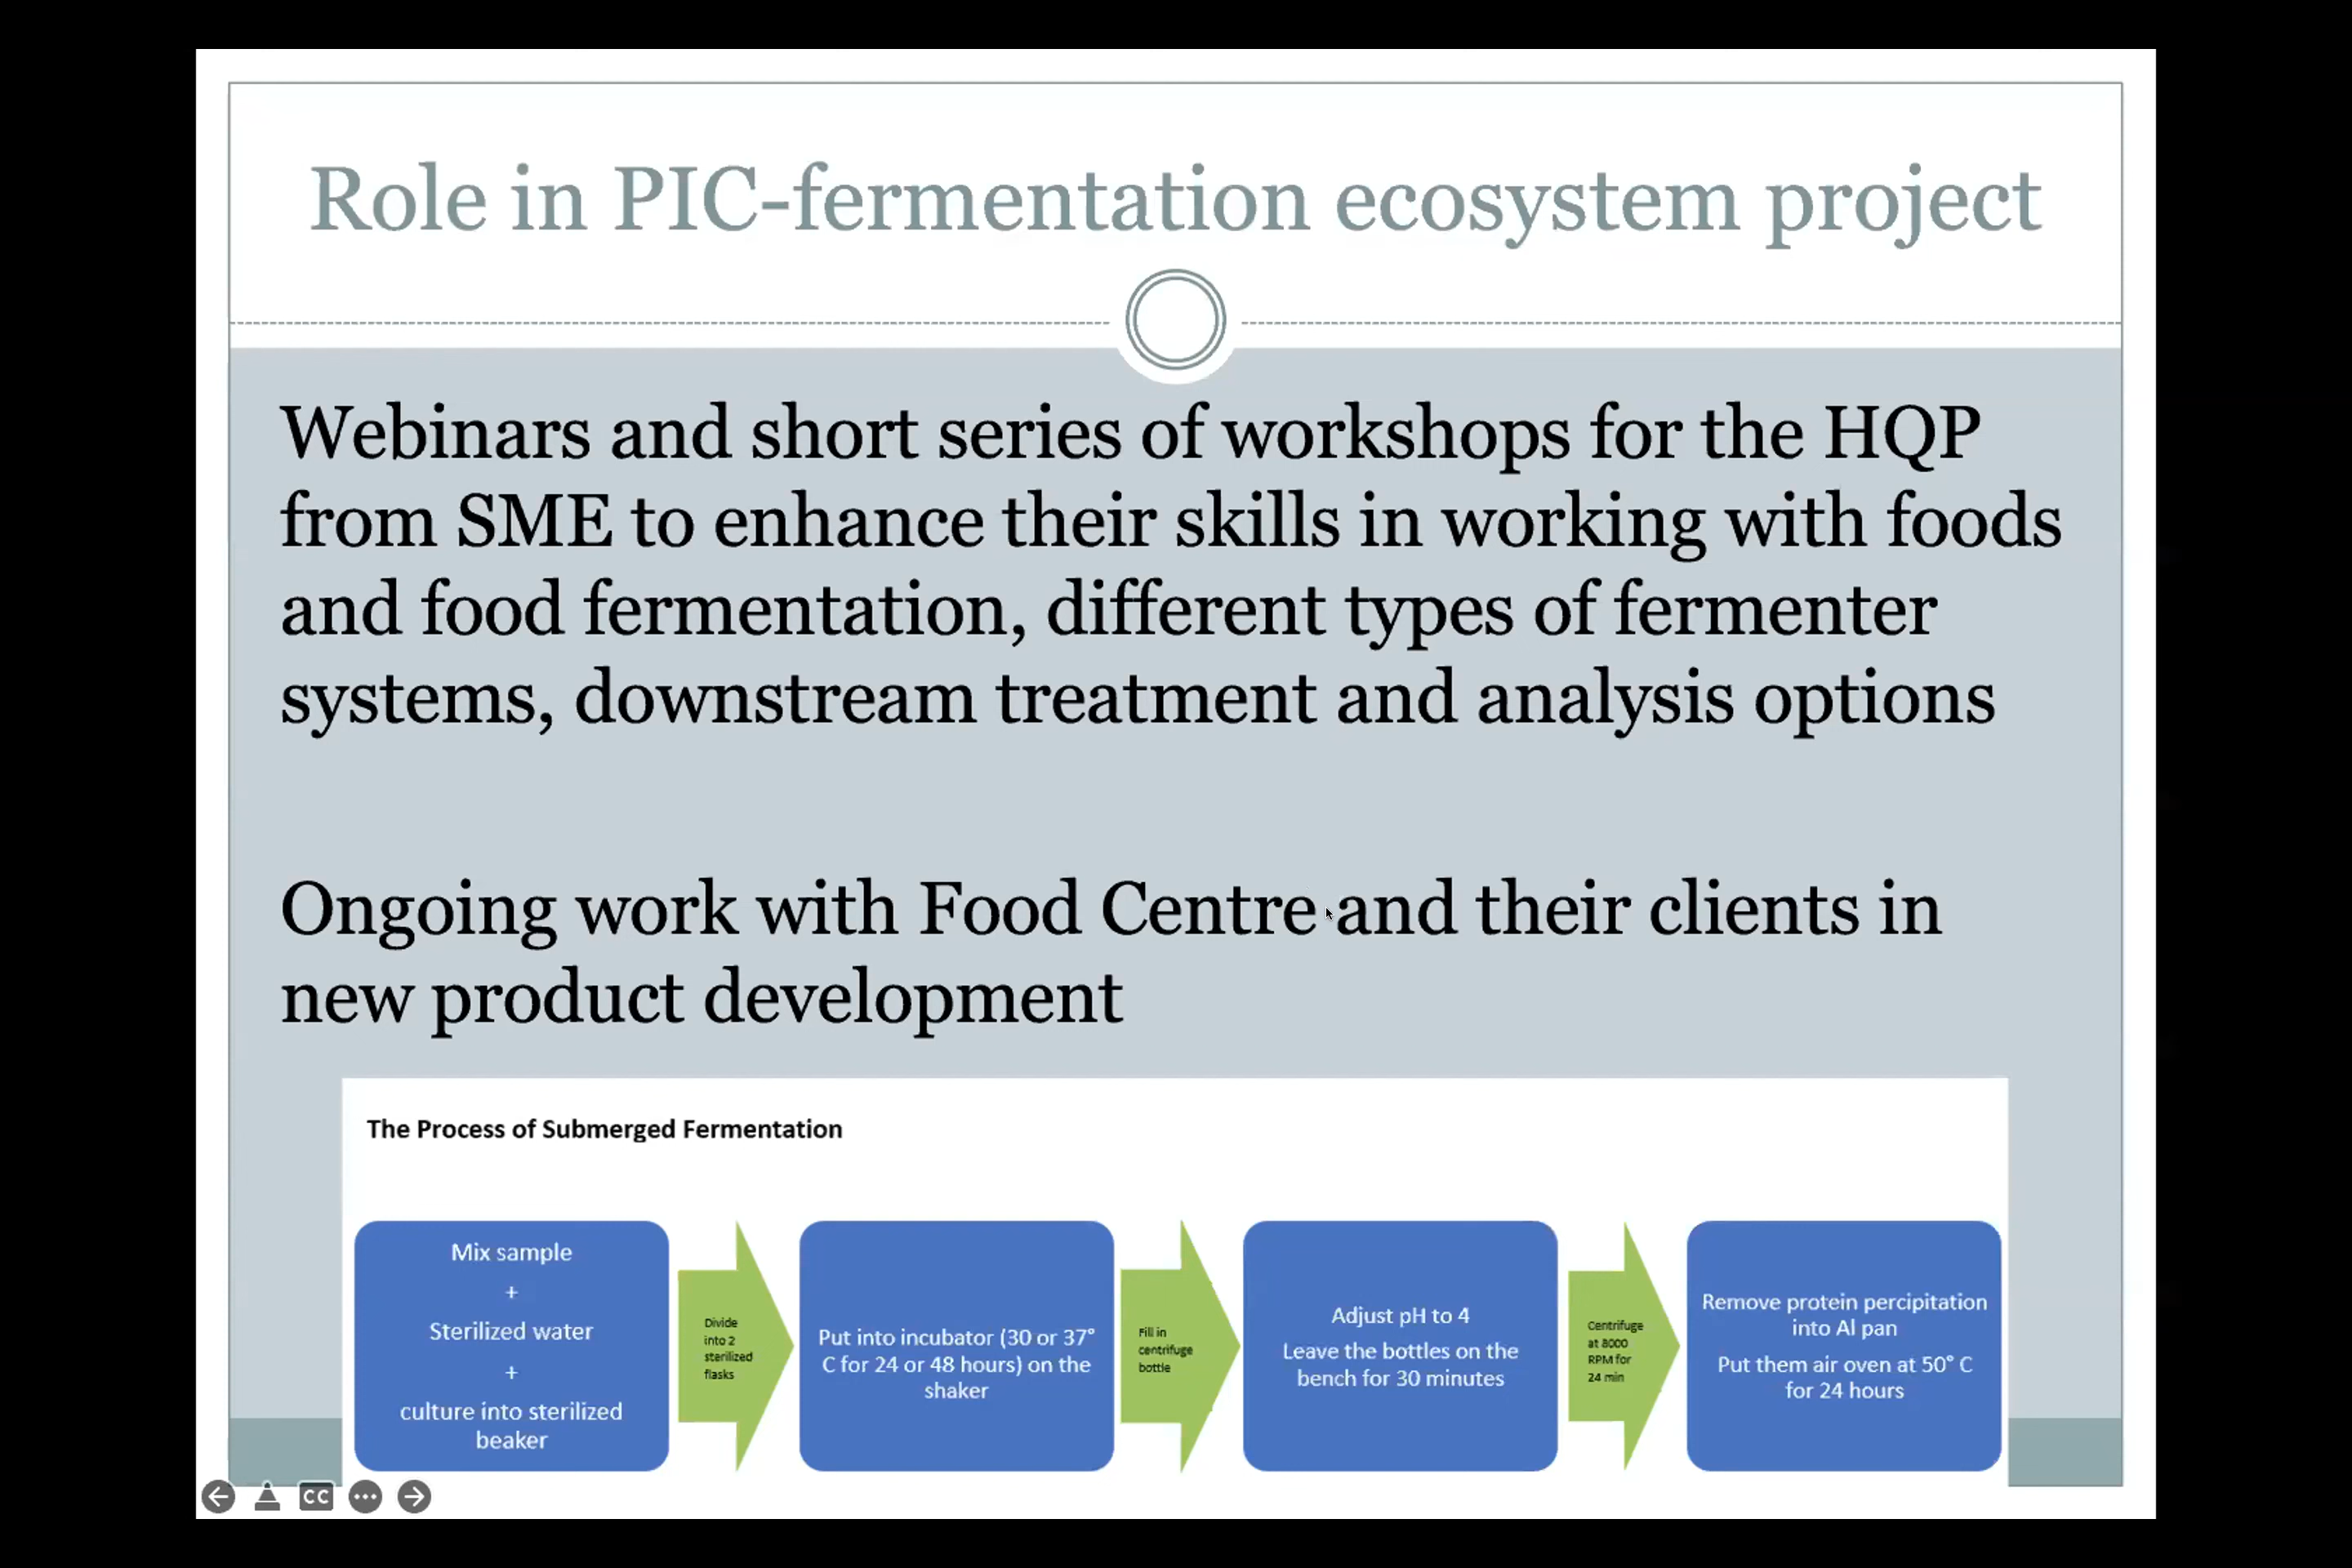 Role in PIC-fermentation ecosystem project
Webinars and short series of workshops for the HQP
from SME to enhance their skills in working with foods
and food fermentation, different types of fermenter
systems, downstream treatment and analysis options
Ongoing work with Food Centre and their clients in
new product development
The Process of Submerged Fermentation
Mix sample
+
Sterilized water
+
culture into sterilized
beaker
Divide
into 2
sterilized
flasks
Put into incubator (30 or 37°
C for 24 or 48 hours) on the
shaker
Fill in
centrifuge
bottle
Adjust pH to 4
Leave the bottles on the
bench for 30 minutes
Centrifuge
at 8000
RPM for
24 min
Remove protein percipitation
into Al pan
Put them air oven at 50° C
for 24 hours
CC